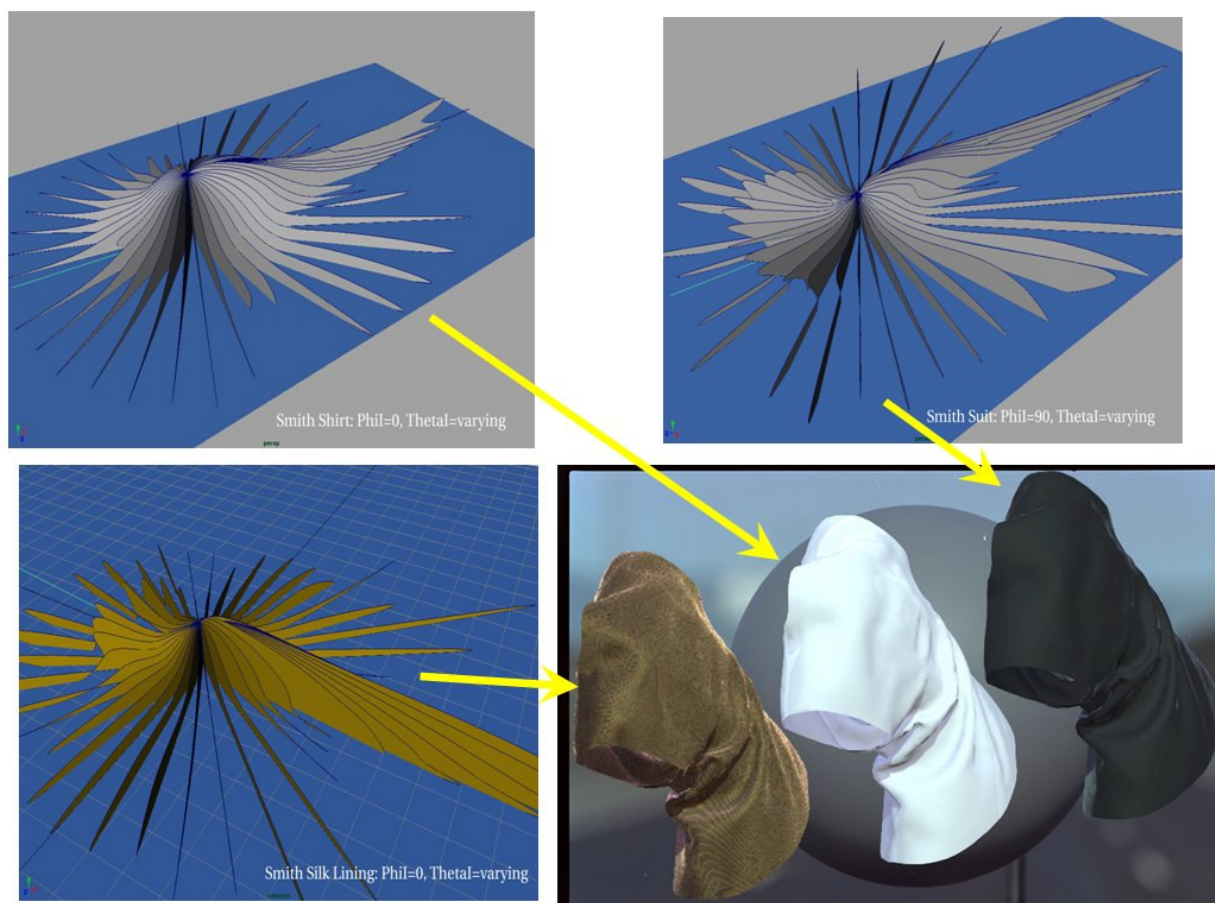 Smith Shirt: PhiI=0, ThetaI=varying
persp
Smith Suit: PhiI=90, ThetaI=varying
Smith Silk Lining: PhiI=0, ThetaI=varying